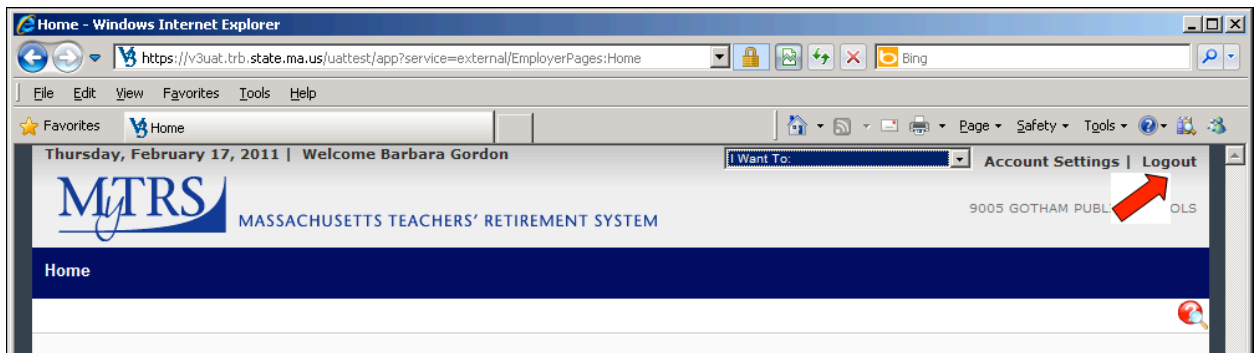 Home - Windows Internet Explorer
https://v3uat.trb.state.ma.us/uattest/app?service=external/EmployerPages:Home
Bing
File Edit View Favorites Tools Help
Favorites Home Page Safety Tools
Thursday, February 17, 2011 | Welcome Barbara Gordon I Want To: Account Settings | Logout
MyTRS MASSACHUSETTS TEACHERS' RETIREMENT SYSTEM
9005 GOTHAM
Home